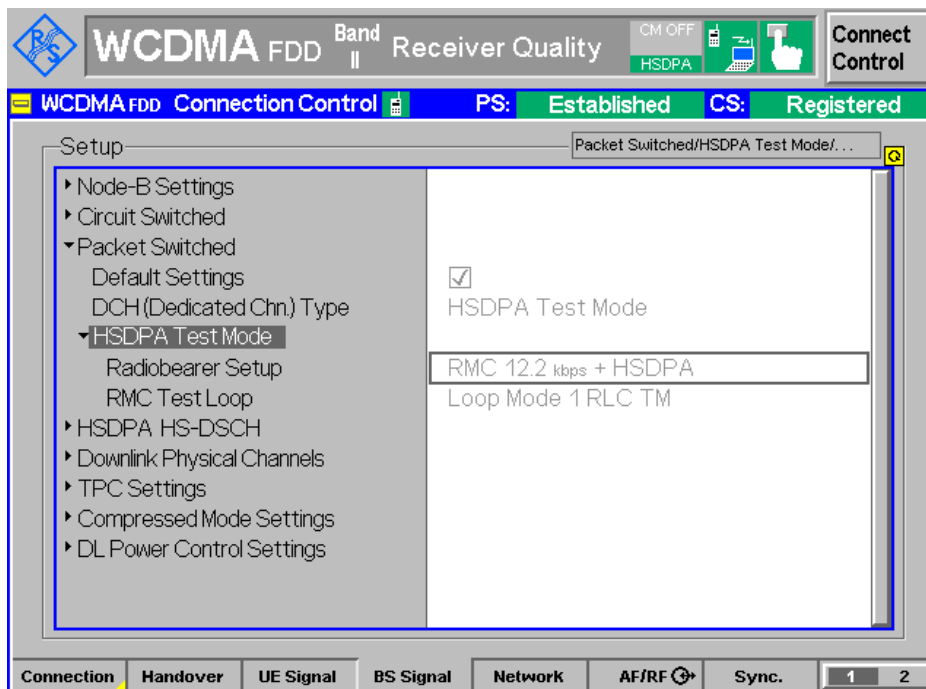 R&S
WCDMA FDD Band II Receiver Quality
CM OFF
HSDPA
Connect Control
WCDMA FDD Connection Control PS: Established CS: Registered
Setup Packet Switched/HSDPA Test Mode/...
Node-B Settings
Circuit Switched
Packet Switched
Default Settings
DCH (Dedicated Chn.) Type HSDPA Test Mode
HSDPA Test Mode
Radiobearer Setup RMC 12.2 kbps + HSDPA
RMC Test Loop Loop Mode 1 RLC TM
HSDPA HS-DSCH
Downlink Physical Channels
TPC Settings
Compressed Mode Settings
DL Power Control Settings
Connection Handover UE Signal BS Signal Network AF/RF Sync. 1 2